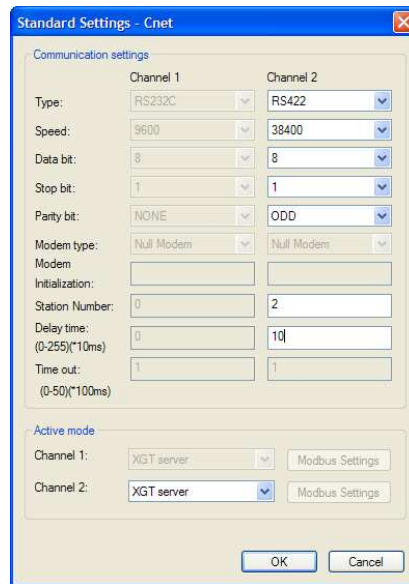 Standard Settings - Cnet
Communication settings
Channel 1 Channel 2
Type: RS232C RS422
Speed: 9600 38400
Data bit: 8 8
Stop bit: 1 1
Parity bit: NONE ODD
Modem type: Null Modem Null Modem
Modem
Initialization:
Station Number: 0 2
Delay time:
(0-255)(*10ms) 0 10
Time out: 1 1
(0-50)(*100ms)
Active mode
Channel 1: XGT server Modbus Settings
Channel 2: XGT server Modbus Settings
OK Cancel